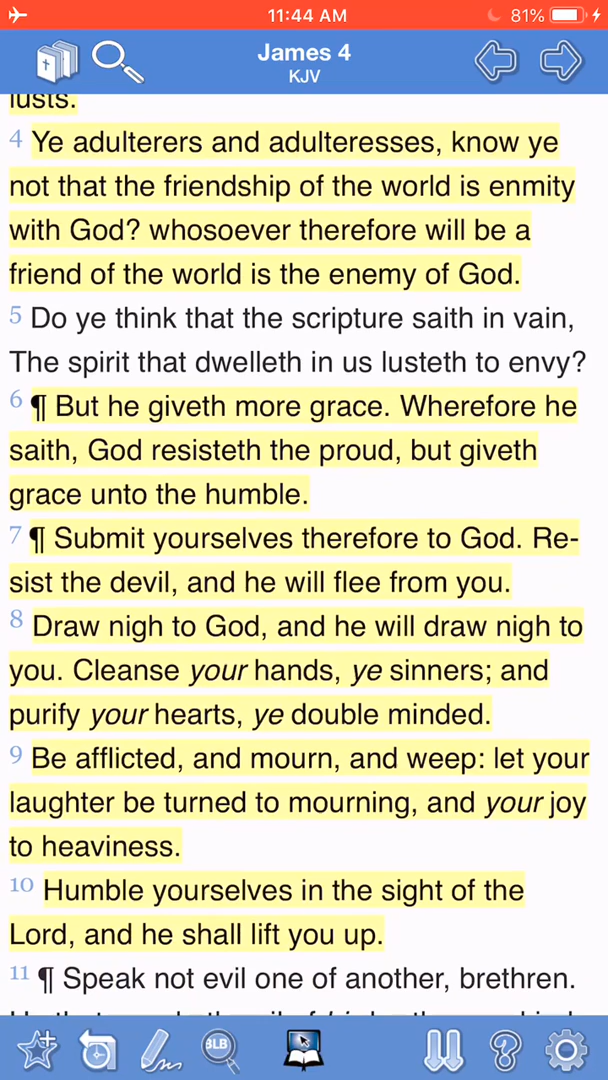 11:44 AM
81%
James 4
KJV
lusts.
4 Ye adulterers and adulteresses, know ye
not that the friendship of the world is enmity
with God? whosoever therefore will be a
friend of the world is the enemy of God.
5 Do ye think that the scripture saith in vain,
The spirit that dwelleth in us lusteth to envy?
6 ¶ But he giveth more grace. Wherefore he
saith, God resisteth the proud, but giveth
grace unto the humble.
7 ¶ Submit yourselves therefore to God. Re-
sist the devil, and he will flee from you.
8 Draw nigh to God, and he will draw nigh to
you. Cleanse your hands, ye sinners; and
purify your hearts, ye double minded.
9 Be afflicted, and mourn, and weep: let your
laughter be turned to mourning, and your joy
to heaviness.
10 Humble yourselves in the sight of the
Lord, and he shall lift you up.
11 ¶ Speak not evil one of another, brethren.
BLB